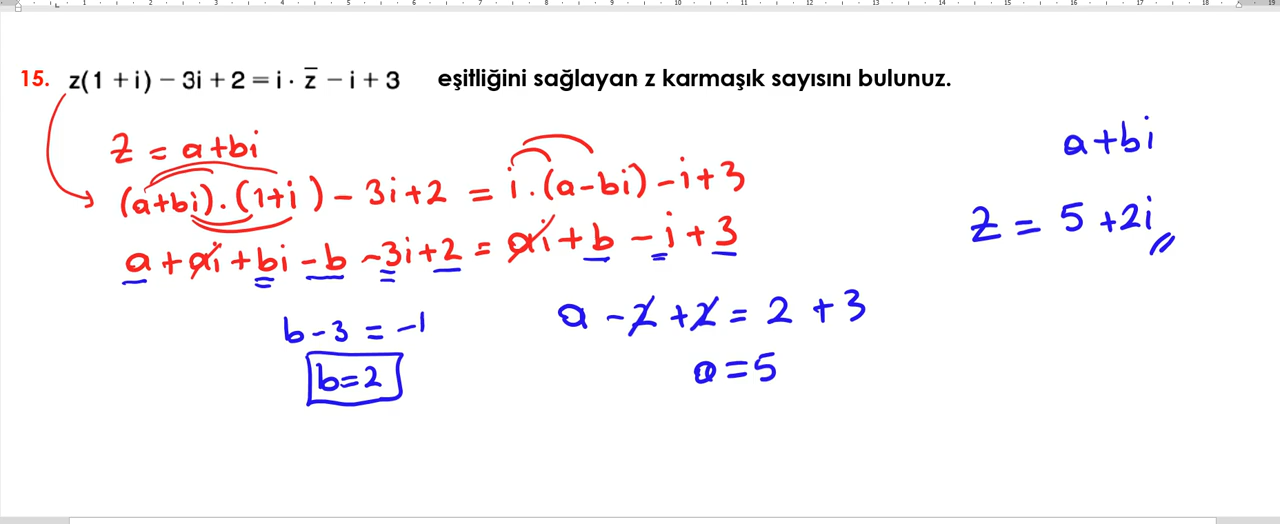 15. z(1 + i) − 3i + 2 = i · z̄ − i + 3 eşitliğini sağlayan z karmaşık sayısını bulunuz.
z = a+bi
(a+bi).(1+i) − 3i+2 = i.(a−bi) −i+3
a + ai + bi − b − 3i + 2 = ai + b − i + 3
b − 3 = −1
b=2
a − 2 + 2 = 2 + 3
a = 5
a+bi
z = 5 +2i